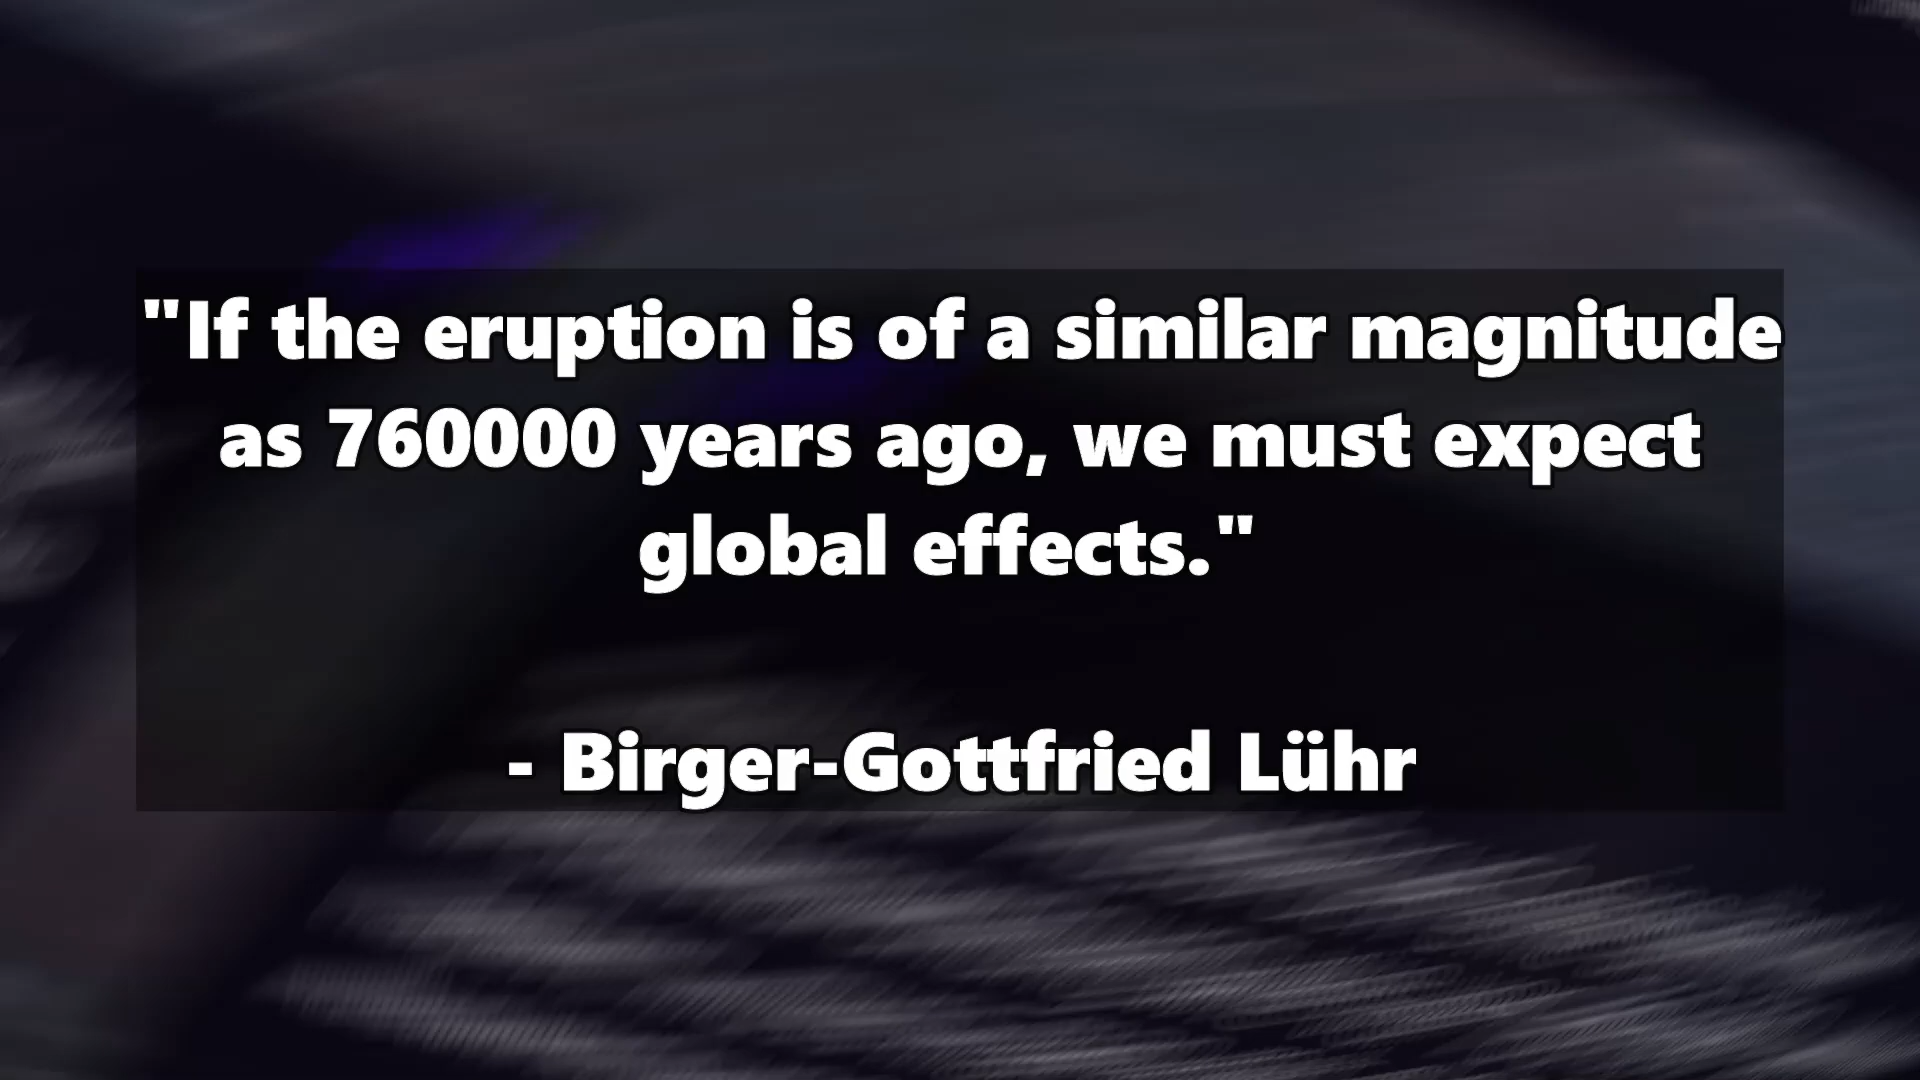 "If the eruption is of a similar magnitude
as 760000 years ago, we must expect
global effects."
- Birger-Gottfried Lühr